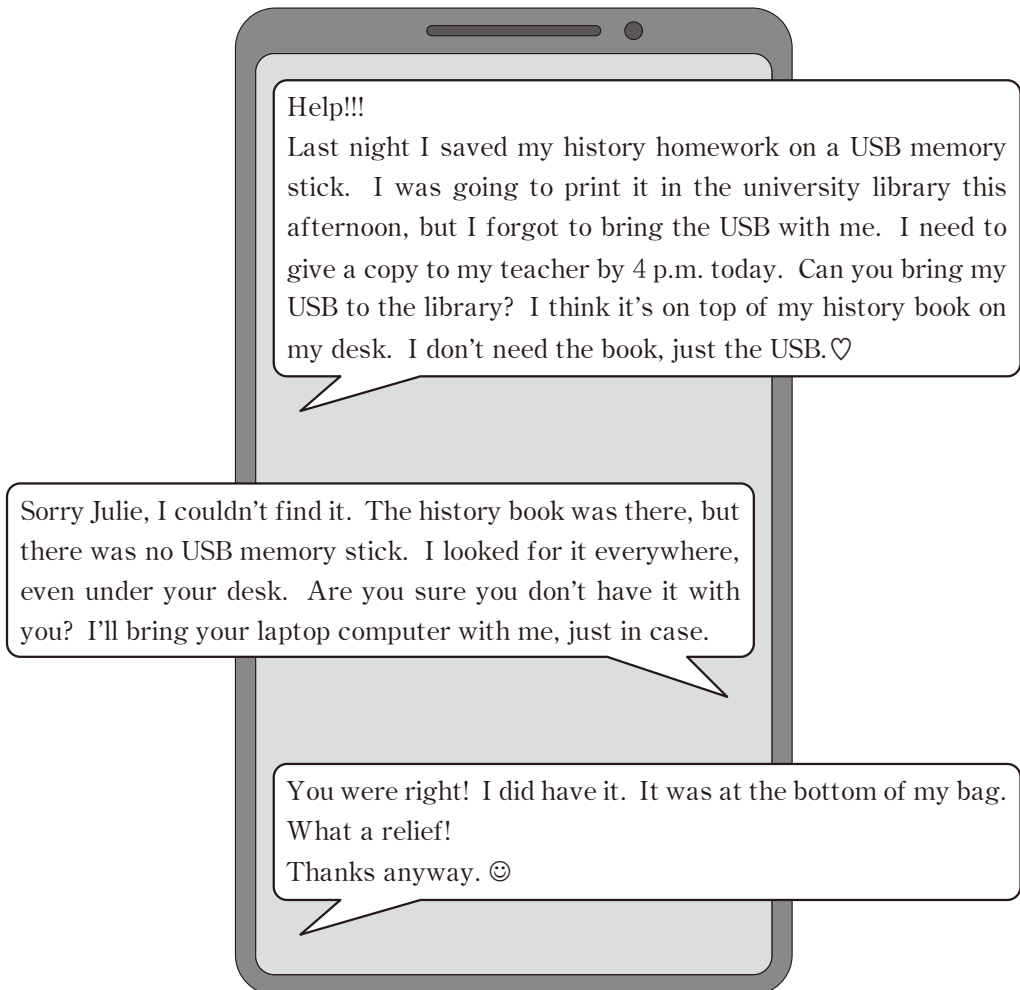 Help!!!
Last night I saved my history homework on a USB memory
stick. I was going to print it in the university library this
afternoon, but I forgot to bring the USB with me. I need to
give a copy to my teacher by 4 p.m. today. Can you bring my
USB to the library? I think it's on top of my history book on
my desk. I don't need the book, just the USB.♡
Sorry Julie, I couldn't find it. The history book was there, but
there was no USB memory stick. I looked for it everywhere,
even under your desk. Are you sure you don't have it with
you? I'll bring your laptop computer with me, just in case.
You were right! I did have it. It was at the bottom of my bag.
What a relief!
Thanks anyway. ☺